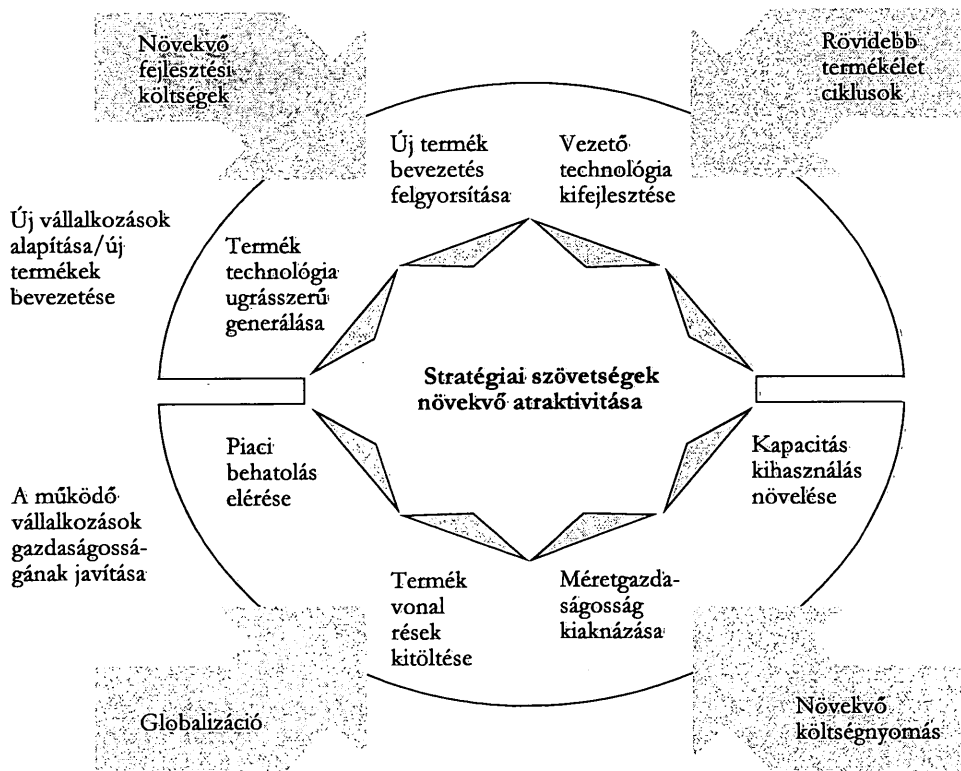 Növekvő
fejlesztési
költségek
Rövidebb
termékélet
ciklusok
Új termék
bevezetés
felgyorsítása
Vezető
technológia
kifejlesztése
Új vállalkozások
alapítása/új
termékek
bevezetése
Termék
technológia
ugrásszerű
generálása
Stratégiai szövetségek
növekvő atraktivitása
Piaci
behatolás
elérése
Kapacitás
kihasználás
növelése
A működő
vállalkozások
gazdaságossá-
gának javítása
Termék
vonal
rések
kitöltése
Méretgazda-
ságosság
kiaknázása
Globalizáció
Növekvő
költségnyomás